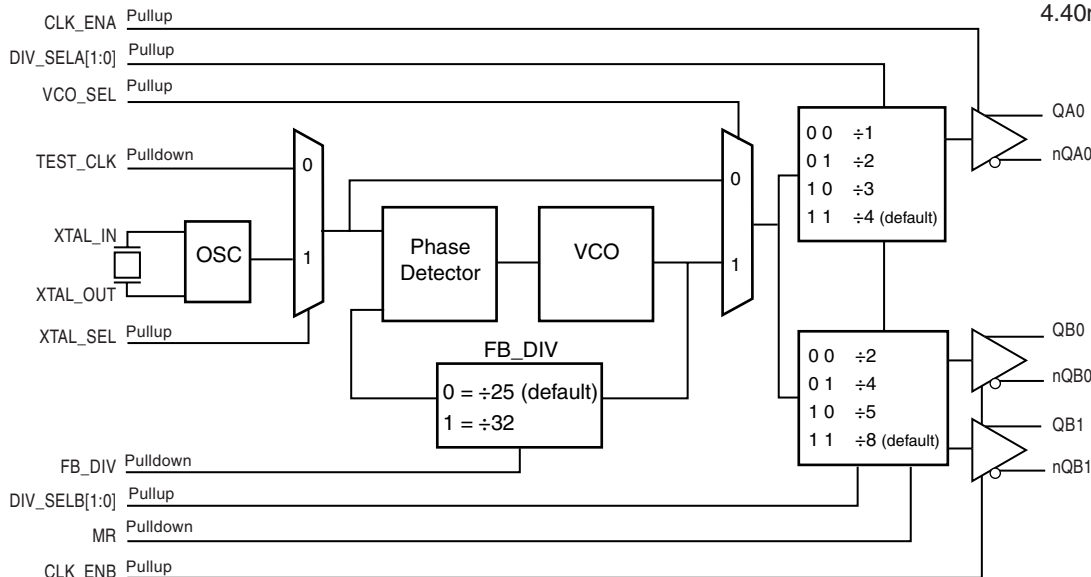 CLK_ENA Pullup
4.40
DIV_SELA[1:0] Pullup
VCO_SEL Pullup
TEST_CLK Pulldown
0
1
XTAL_IN
OSC
XTAL_OUT
XTAL_SEL Pullup
Phase
Detector
VCO
0
1
FB_DIV
0 = ÷25 (default)
1 = ÷32
0 0 ÷1
0 1 ÷2
1 0 ÷3
1 1 ÷4 (default)
0 0 ÷2
0 1 ÷4
1 0 ÷5
1 1 ÷8 (default)
QA0
nQA0
QB0
nQB0
QB1
nQB1
FB_DIV Pulldown
DIV_SELB[1:0] Pullup
MR Pulldown
CLK_ENB Pullup